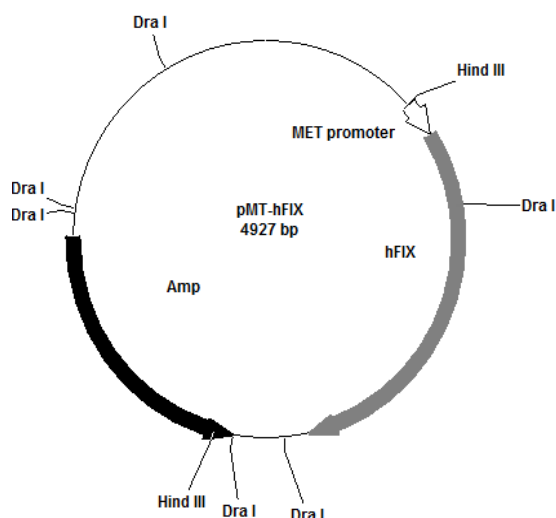 Dra I
Hind III
MET promoter
Dra I
Dra I
pMT-hFIX
4927 bp
Dra I
hFIX
Amp
Hind III
Dra I
Dra I